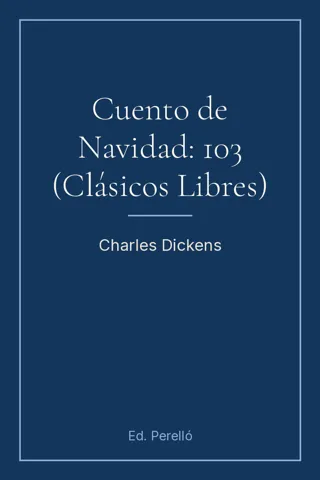 Cuento de
Navidad: 103
(Clásicos Libres)
Charles Dickens
Ed. Perelló